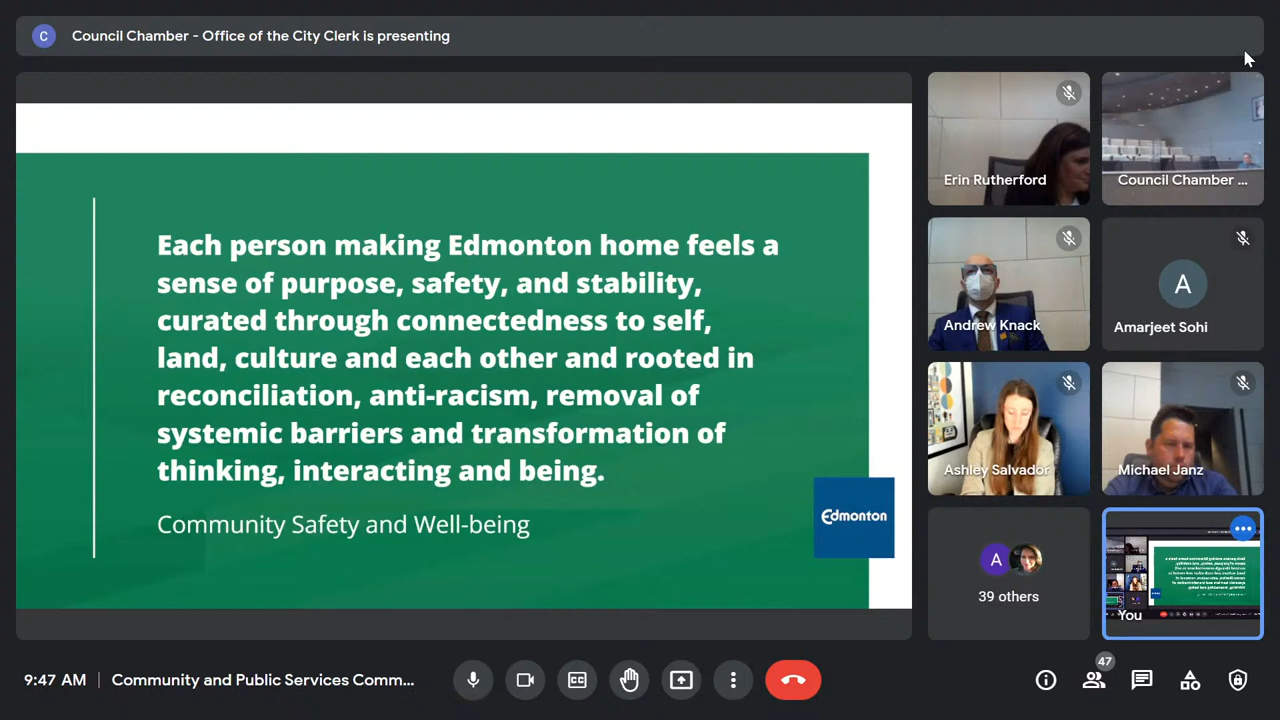 C
Council Chamber - Office of the City Clerk is presenting
Each person making Edmonton home feels a
sense of purpose, safety, and stability,
curated through connectedness to self,
land, culture and each other and rooted in
reconciliation, anti-racism, removal of
systemic barriers and transformation of
thinking, interacting and being.
Community Safety and Well-being
Edmonton
Erin Rutherford
Council Chamber ...
Andrew Knack
A
Amarjeet Sohi
Ashley Salvador
Michael Janz
A
39 others
You
9:47 AM
Community and Public Services Comm...
CC
47